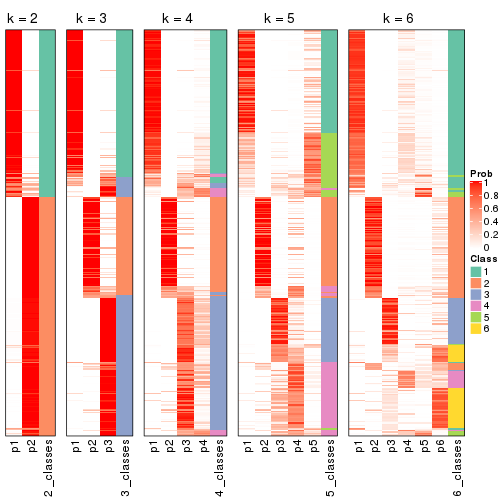 k = 2
k = 3
k = 4
k = 5
k = 6
p1
p2
2_classes
p1
p2
p3
3_classes
p1
p2
p3
p4
4_classes
p1
p2
p3
p4
p5
5_classes
p1
p2
p3
p4
p5
p6
6_classes
Prob
1
0.8
0.6
0.4
0.2
0
Class
1
2
3
4
5
6